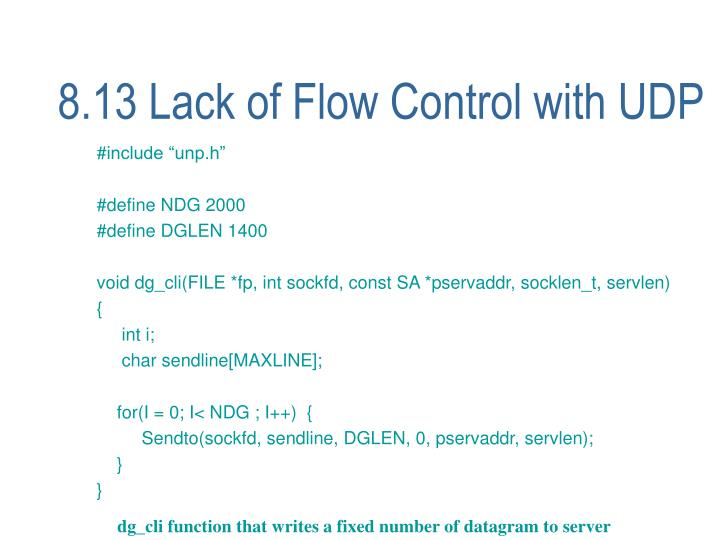 8.13 Lack of Flow Control with UDP
#include “unp.h”
#define NDG 2000
#define DGLEN 1400
void dg_cli(FILE *fp, int sockfd, const SA *pservaddr, socklen_t, servlen)
{
int i;
char sendline[MAXLINE];
for(I = 0; I< NDG ; I++) {
Sendto(sockfd, sendline, DGLEN, 0, pservaddr, servlen);
}
}
dg_cli function that writes a fixed number of datagram to server